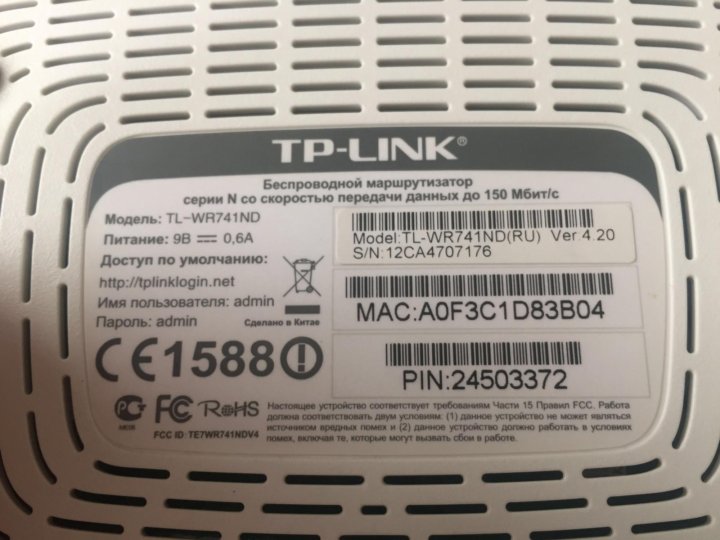 TP-LINK®
Беспроводной маршрутизатор
серии N со скоростью передачи данных до 150 Мбит/с
Модель: TL-WR741ND
Питание: 9В 0,6А
Доступ по умолчанию:
http://tplinklogin.net
Имя пользователя: admin
Пароль: admin
Сделано в Китае
Model:TL-WR741ND(RU) Ver.4.20
S/N:12CA4707176
MAC:A0F3C1D83B04
PIN:24503372
CE1588
FC RoHS
FCC ID: TE7WR741NDV4
Настоящее устройство соответствует требованиям Части 15 Правил FCC. Работа
должна соответствовать двум условиям: (1) данное устройство не может являться
источником вредных помех и (2) данное устройство должно работать в условиях
помех, включая те, которые могут вызвать сбои в работе.